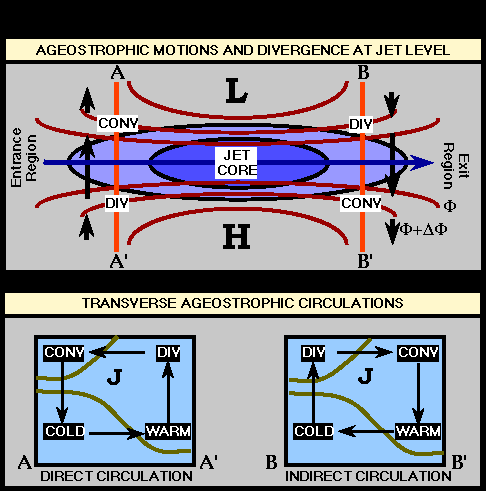 AGEOSTROPHIC MOTIONS AND DIVERGENCE AT JET LEVEL
A B
L
CONV DIV
Entrance
Region
JET
CORE
Exit
Region
DIV CONV
Φ
H
Φ+ΔΦ
A' B'
TRANSVERSE AGEOSTROPHIC CIRCULATIONS
CONV DIV DIV CONV
J J
COLD WARM COLD WARM
A A' B B'
DIRECT CIRCULATION INDIRECT CIRCULATION